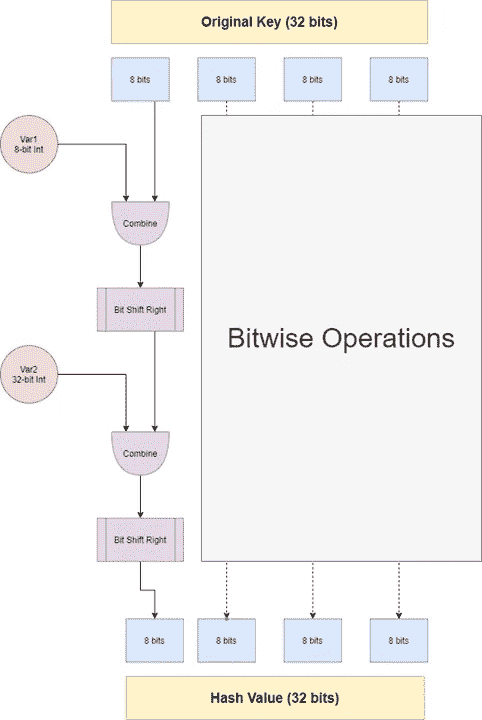 Original Key (32 bits)
8 bits
8 bits
8 bits
8 bits
Var1
8-bit Int
Combine
Bit Shift Right
Bitwise Operations
Var2
32-bit Int
Combine
Bit Shift Right
8 bits
8 bits
8 bits
8 bits
Hash Value (32 bits)